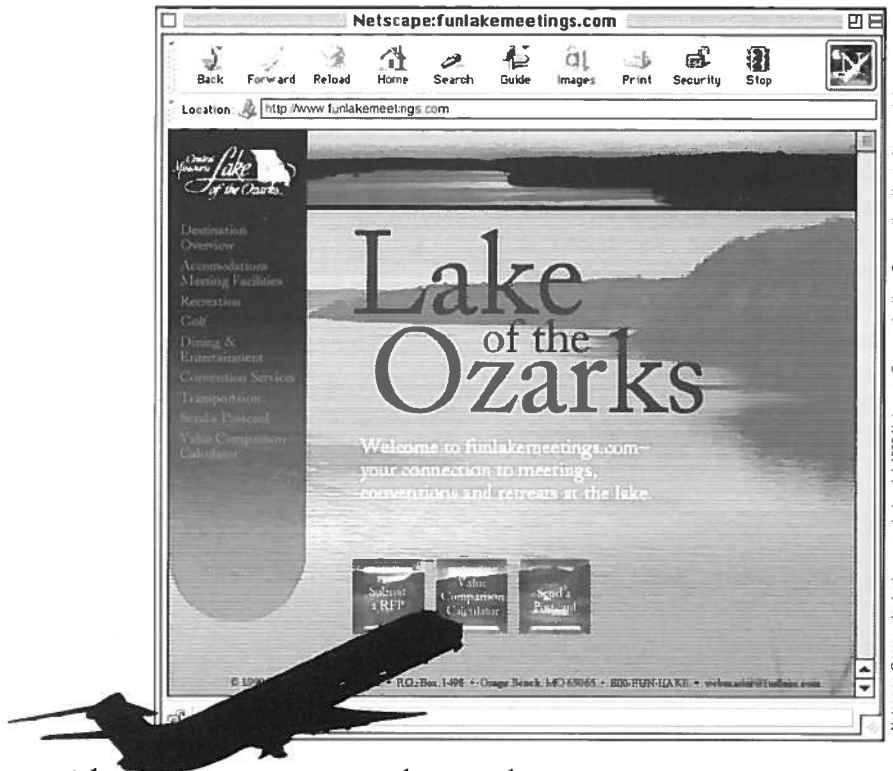 Netscape:funlakemeetings.com
Back Forward Reload Home Search Guide Images Print Security Stop
N
Location: http://www.funlakemeetings.com
Central
Missouri's Lake
of the Ozarks
Destination
Overview
Accomodations
Meeting Facilities
Recreation
Golf
Dining &
Entertainment
Convention Services
Transportation
Send a Postcard
Value Comparison
Calculator
Lake
of the
Ozarks
Welcome to funlakemeetings.com–
your connection to meetings,
conventions and retreats at the lake.
Submit
a RFP
Value
Comparison
Calculator
Send a
Postcard
P.O. Box 1498 • Osage Beach, MO 65065 • 800-FUN-LAKE •